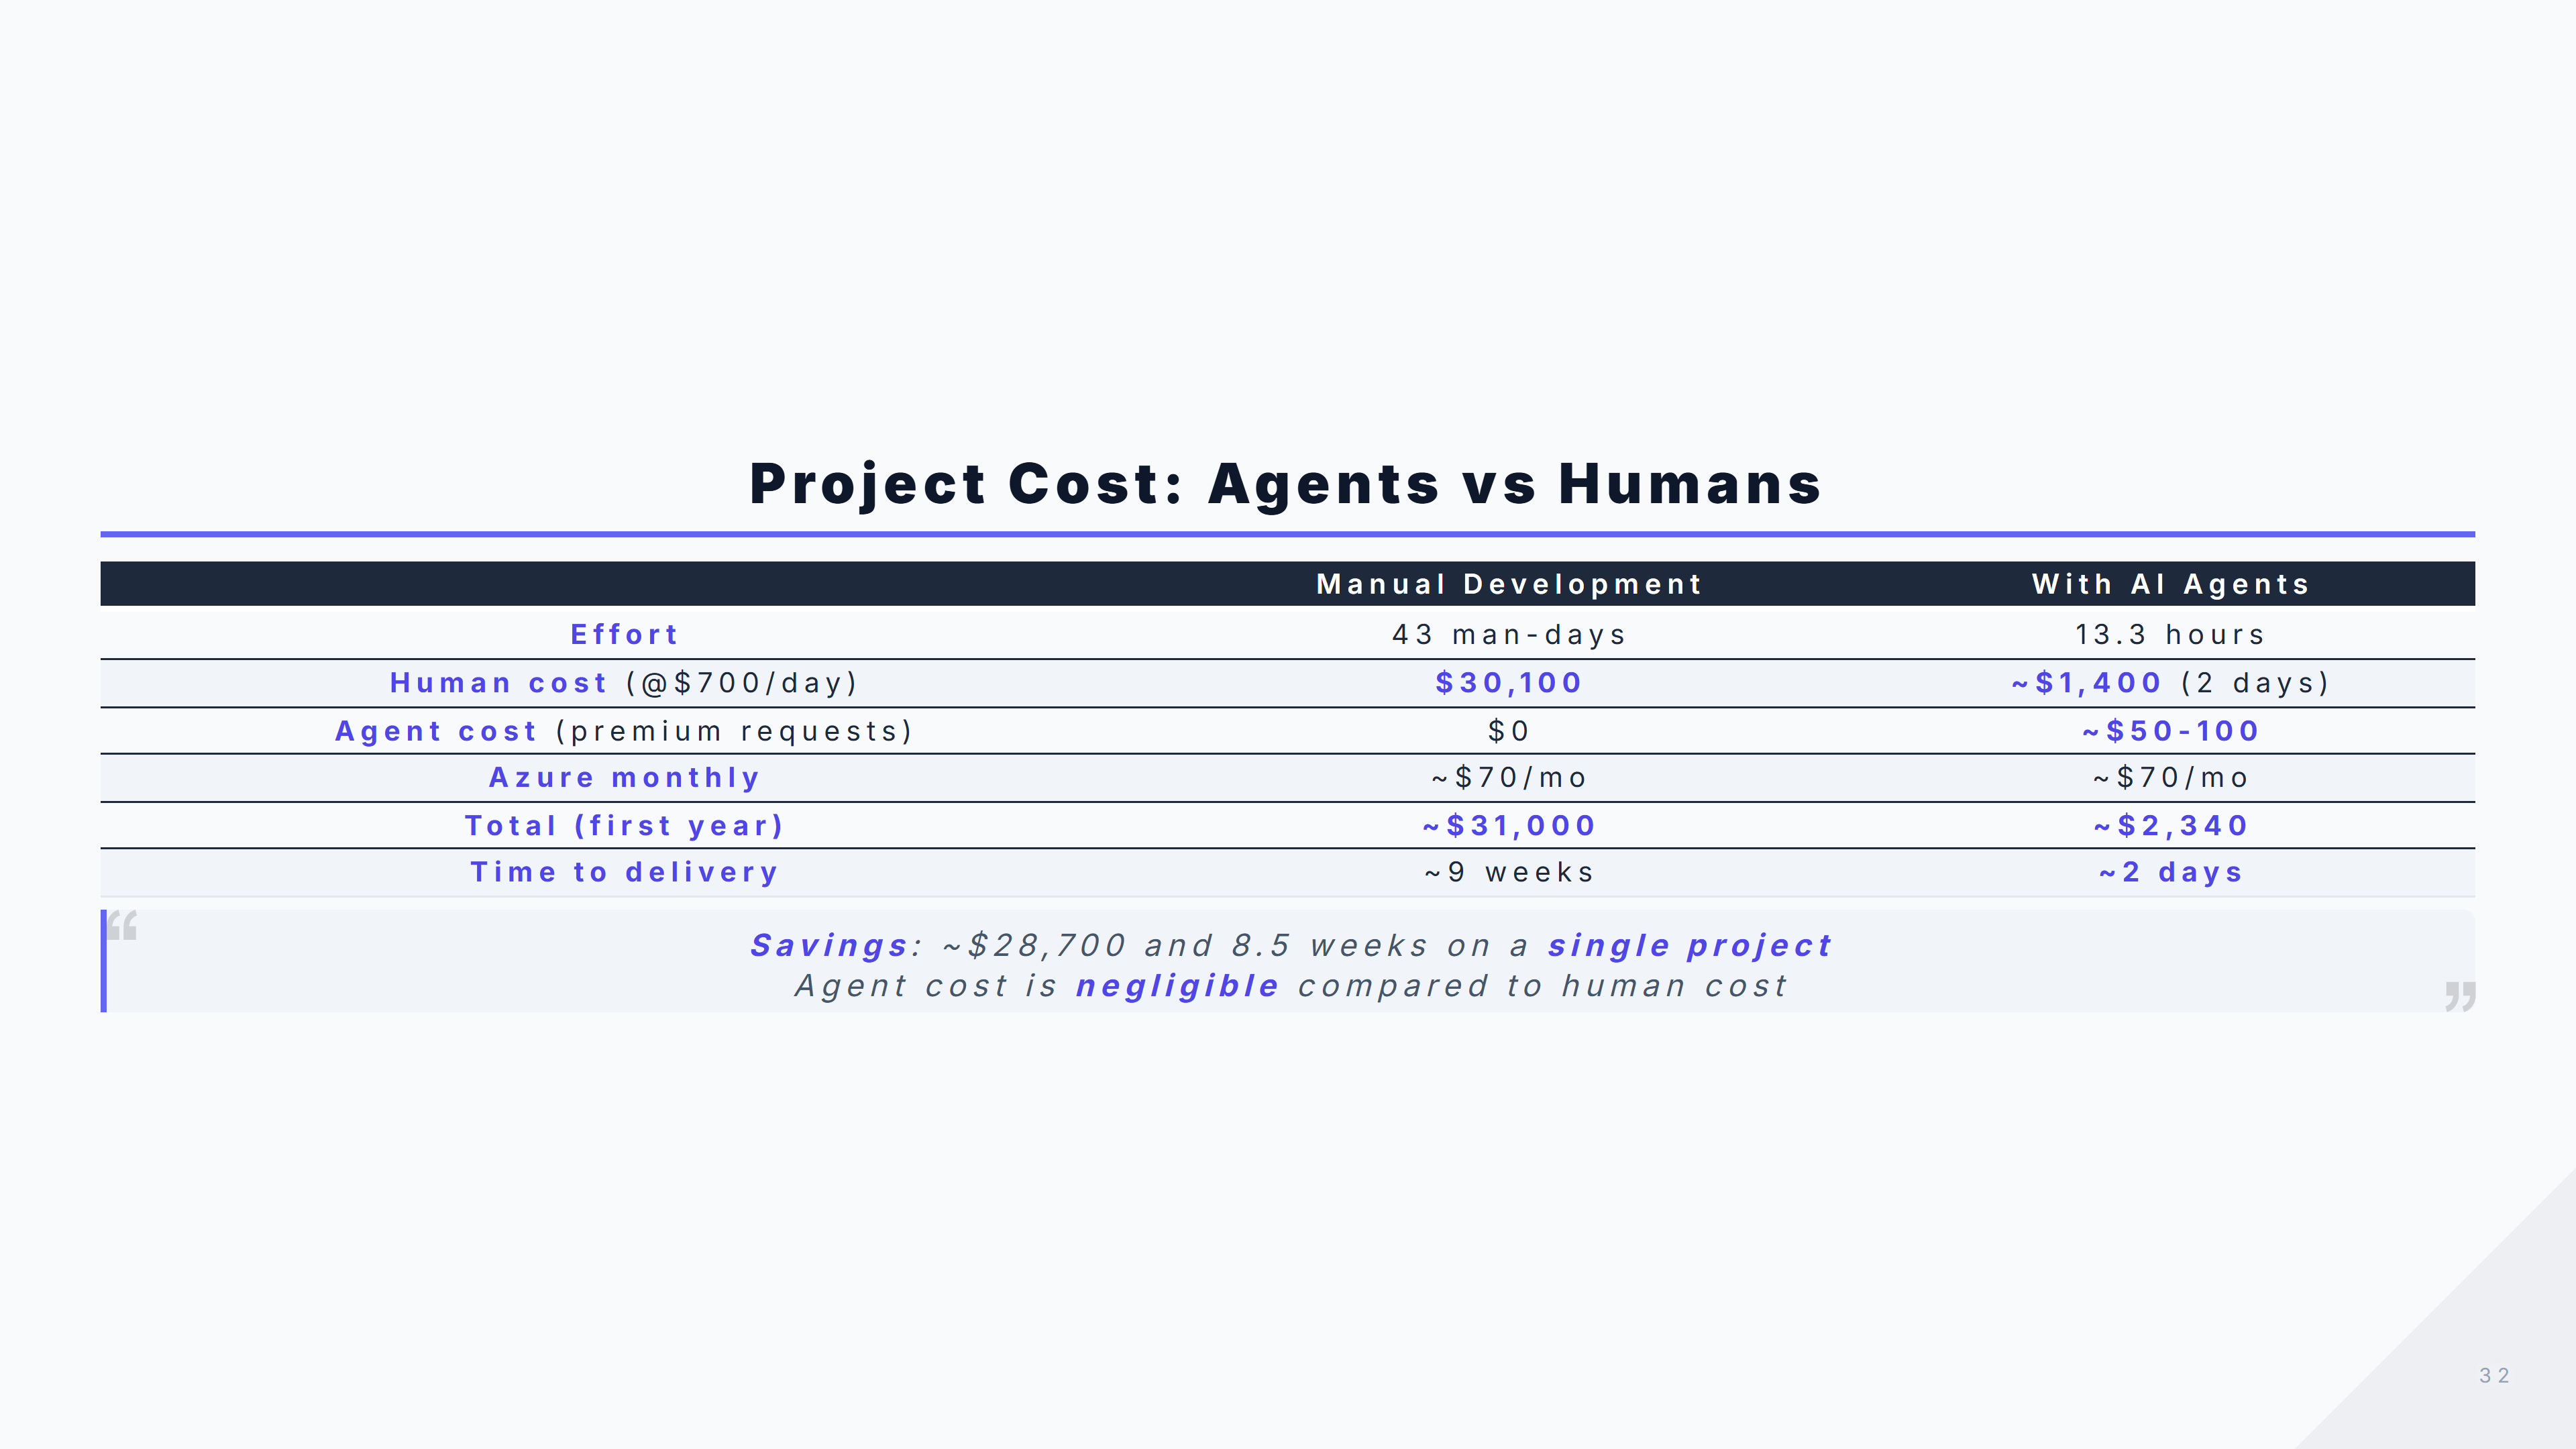 Project Cost: Agents vs Humans
Manual Development With AI Agents
Effort 43 man-days 13.3 hours
Human cost (@$700/day) $30,100 ~$1,400 (2 days)
Agent cost (premium requests) $0 ~$50-100
Azure monthly ~$70/mo ~$70/mo
Total (first year) ~$31,000 ~$2,340
Time to delivery ~9 weeks ~2 days
“
Savings: ~$28,700 and 8.5 weeks on a single project
Agent cost is negligible compared to human cost
”
32